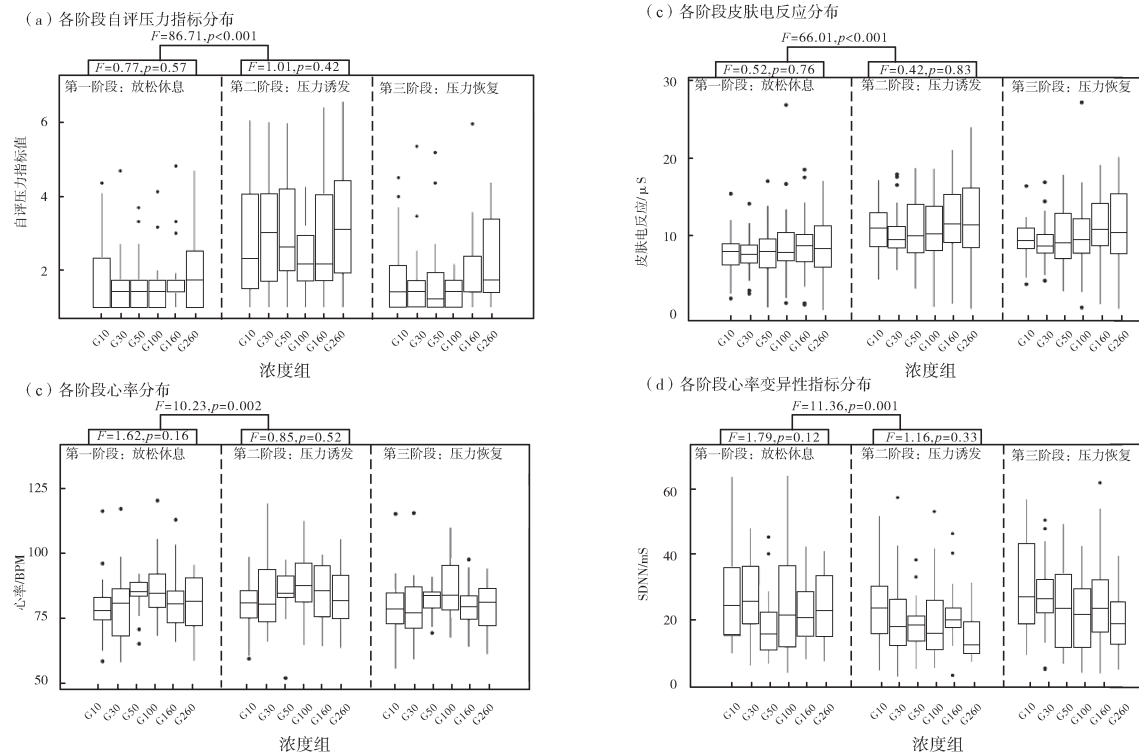 (a) 各阶段自评压力指标分布
F=86.71,p<0.001
F=0.77,p=0.57
F=1.01,p=0.42
第一阶段：放松休息
第二阶段：压力诱发
第三阶段：压力恢复
自评压力指标值
6
4
2
G10 G30 G50 G100 G160 G260
G10 G30 G50 G100 G160 G260
G10 G30 G50 G100 G160 G260
浓度组
(c) 各阶段皮肤电反应分布
F=66.01,p<0.001
F=0.52,p=0.76
F=0.42,p=0.83
第一阶段：放松休息
第二阶段：压力诱发
第三阶段：压力恢复
皮肤电反应/μS
30
20
10
0
G10 G30 G50 G100 G160 G260
G10 G30 G50 G100 G160 G260
G10 G30 G50 G100 G160 G260
浓度组
(c) 各阶段心率分布
F=10.23,p=0.002
F=1.62,p=0.16
F=0.85,p=0.52
第一阶段：放松休息
第二阶段：压力诱发
第三阶段：压力恢复
心率/BPM
125
100
75
50
G10 G30 G50 G100 G160 G260
G10 G30 G50 G100 G160 G260
G10 G30 G50 G100 G160 G260
浓度组
(d) 各阶段心率变异性指标分布
F=11.36,p=0.001
F=1.79,p=0.12
F=1.16,p=0.33
第一阶段：放松休息
第二阶段：压力诱发
第三阶段：压力恢复
SDNN/mS
60
40
20
0
G10 G30 G50 G100 G160 G260
G10 G30 G50 G100 G160 G260
G10 G30 G50 G100 G160 G260
浓度组